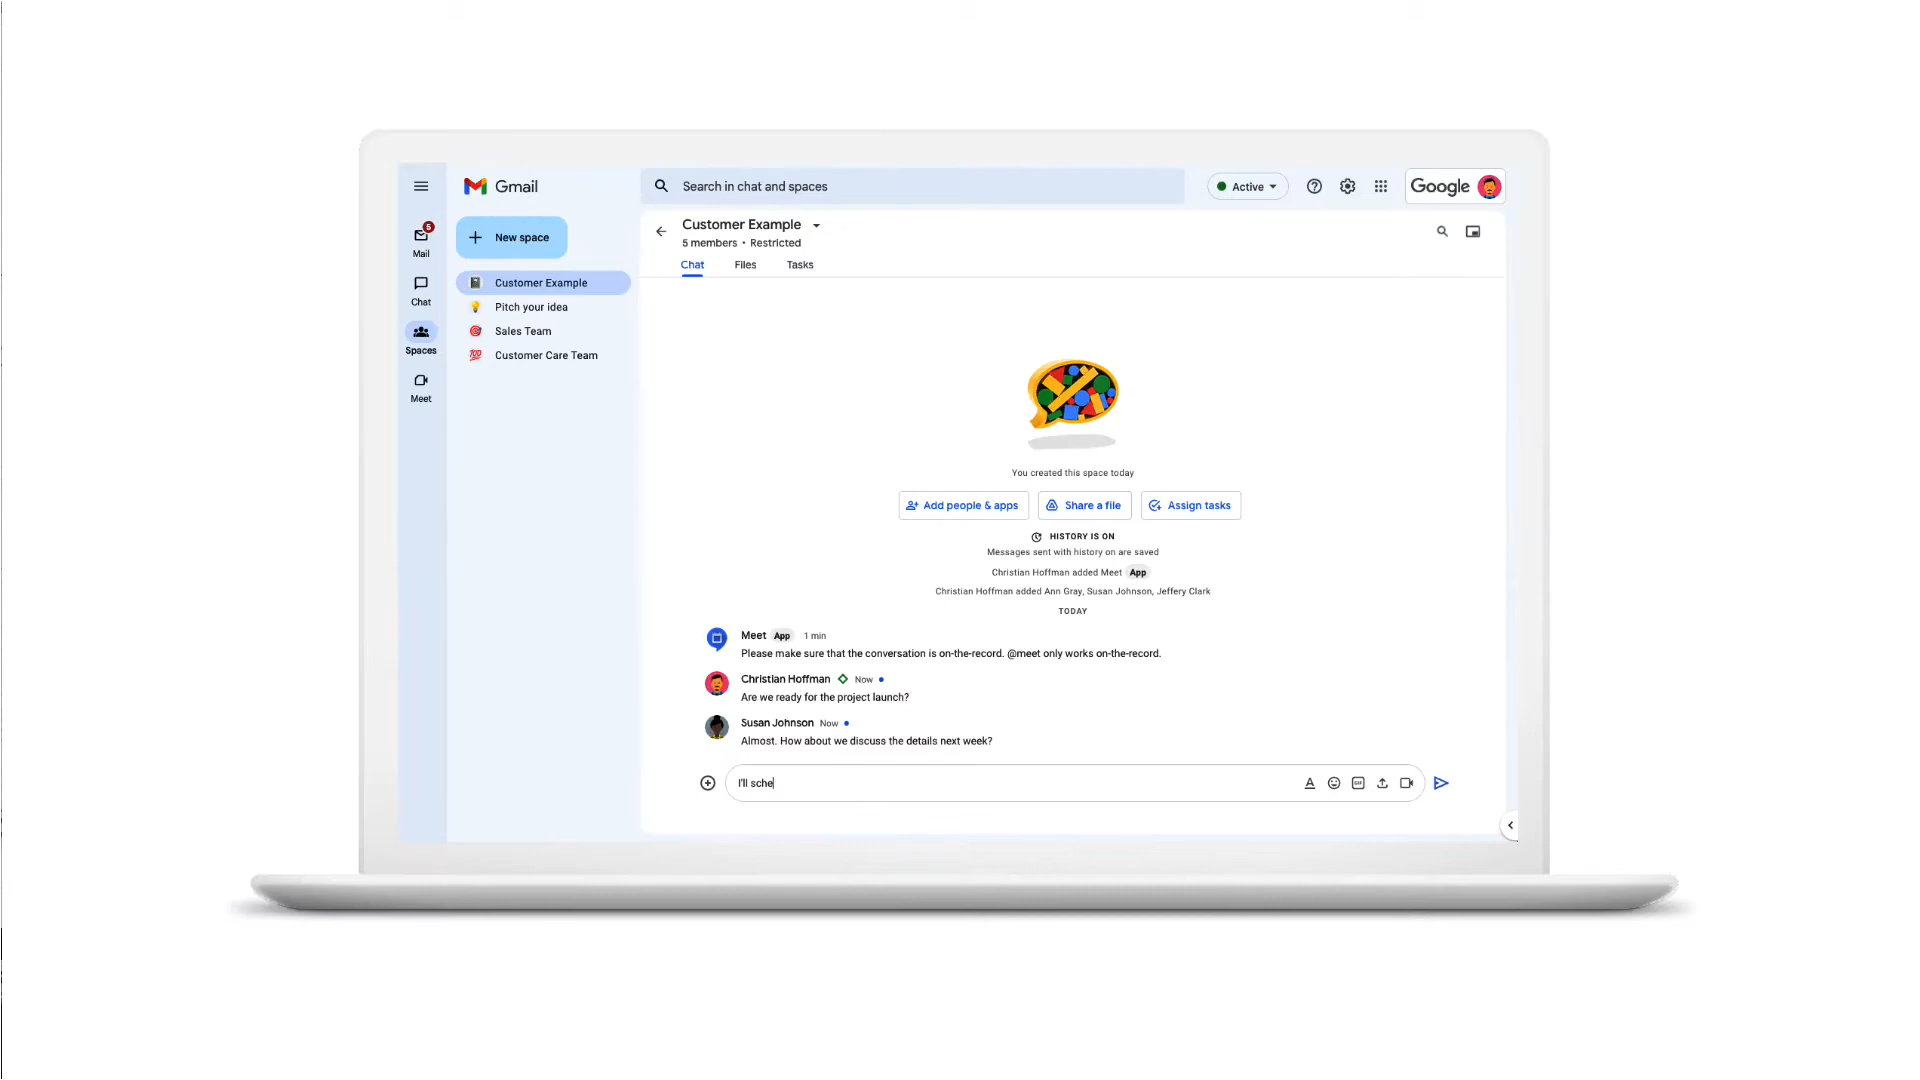 Gmail
Search in chat and spaces
Active
Google
5
Mail
Chat
Spaces
Meet
New space
Customer Example
Pitch your idea
Sales Team
Customer Care Team
Customer Example
5 members • Restricted
Chat Files Tasks
You created this space today
Add people & apps Share a file Assign tasks
HISTORY IS ON
Messages sent with history on are saved
Christian Hoffman added Meet App
Christian Hoffman added Ann Gray, Susan Johnson, Jeffery Clark
TODAY
Meet App 1 min
Please make sure that the conversation is on-the-record. @meet only works on-the-record.
Christian Hoffman Now
Are we ready for the project launch?
Susan Johnson Now
Almost. How about we discuss the details next week?
I'll sche
GIF